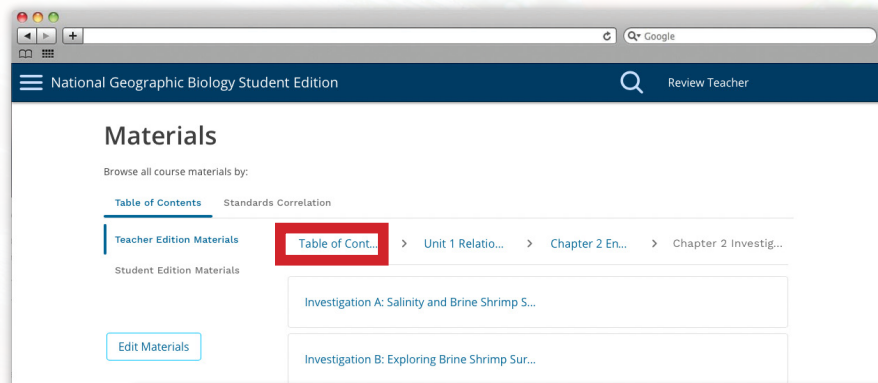 Google
National Geographic Biology Student Edition
Review Teacher
Materials
Browse all course materials by:
Table of Contents Standards Correlation
Teacher Edition Materials
Student Edition Materials
Table of Cont... > Unit 1 Relatio... > Chapter 2 En... > Chapter 2 Investig...
Investigation A: Salinity and Brine Shrimp S...
Edit Materials
Investigation B: Exploring Brine Shrimp Sur...